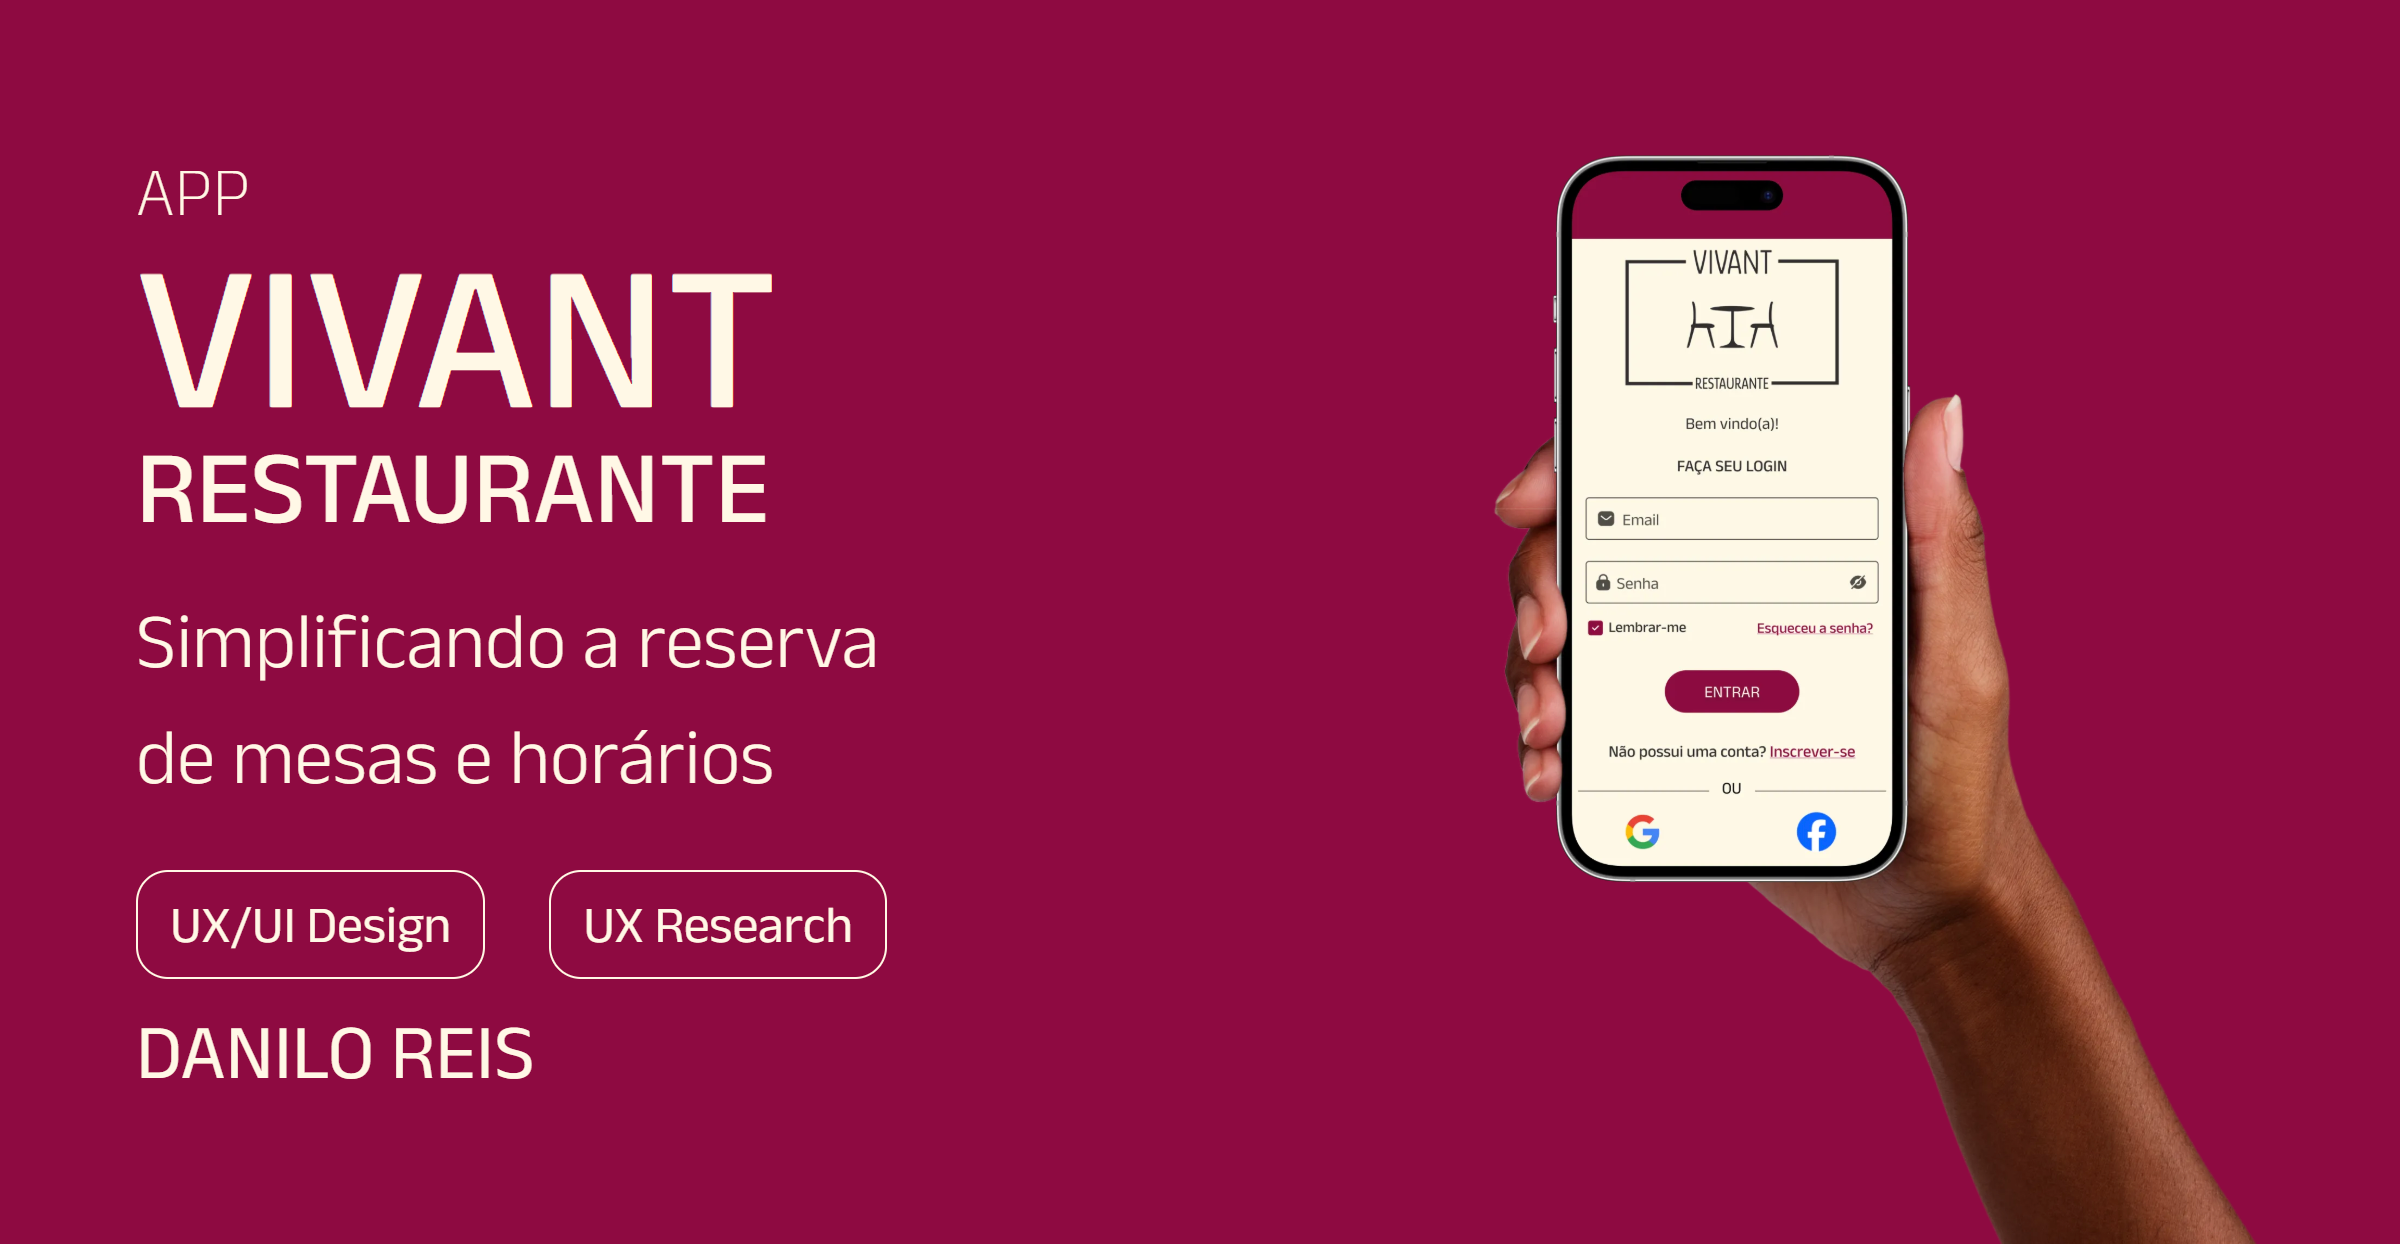 APP
VIVANT
RESTAURANTE
Simplificando a reserva
de mesas e horários
UX/UI Design
UX Research
DANILO REIS
VIVANT
RESTAURANTE
Bem vindo(a)!
FAÇA SEU LOGIN
Email
Senha
Lembrar-me
Esqueceu a senha?
ENTRAR
Não possui uma conta? Inscrever-se
OU